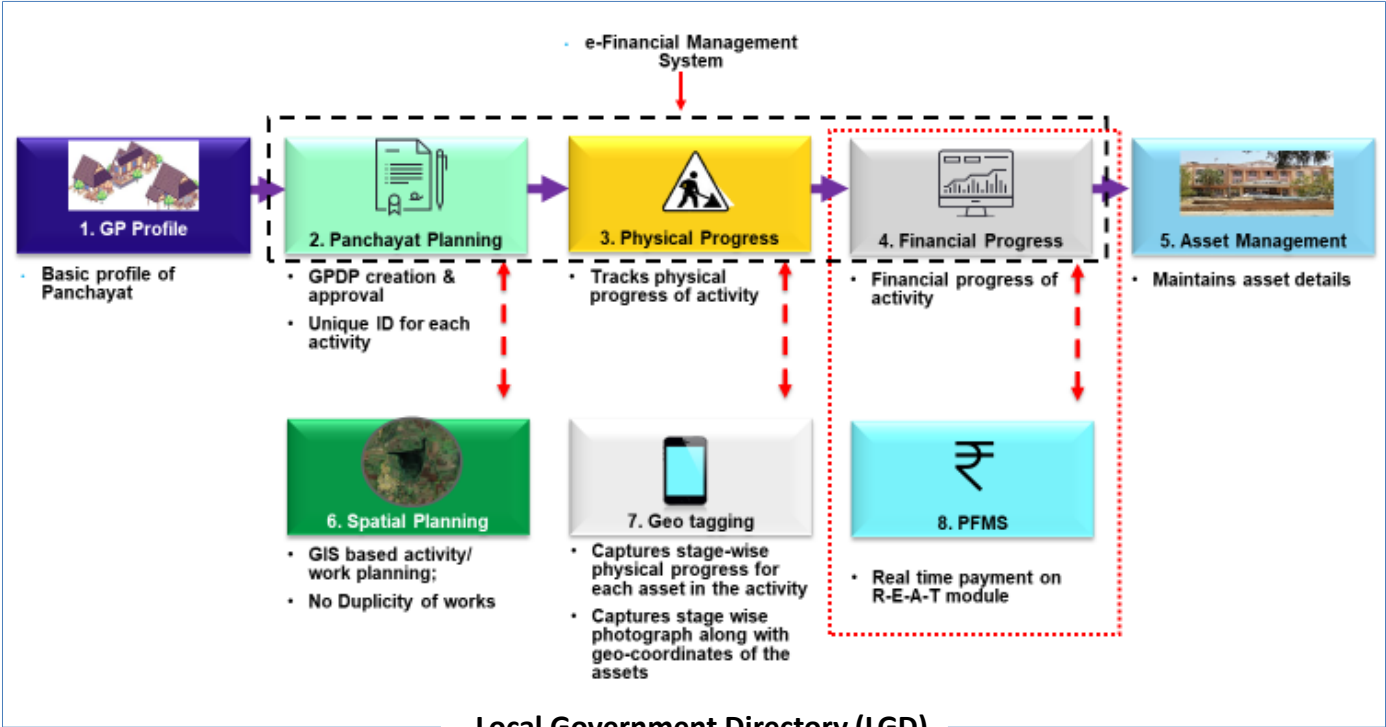 e-Financial Management
System
1. GP Profile
2. Panchayat Planning
3. Physical Progress
4. Financial Progress
5. Asset Management
• Basic profile of
Panchayat
• GPDP creation &
approval
• Unique ID for each
activity
• Tracks physical
progress of activity
• Financial progress of
activity
• Maintains asset details
6. Spatial Planning
7. Geo tagging
₹
8. PFMS
• GIS based activity/
work planning;
• No Duplicity of works
• Captures stage-wise
physical progress for
each asset in the activity
• Captures stage wise
photograph along with
geo-coordinates of the
assets
• Real time payment on
R-E-A-T module
Local Government Directory (LGD)